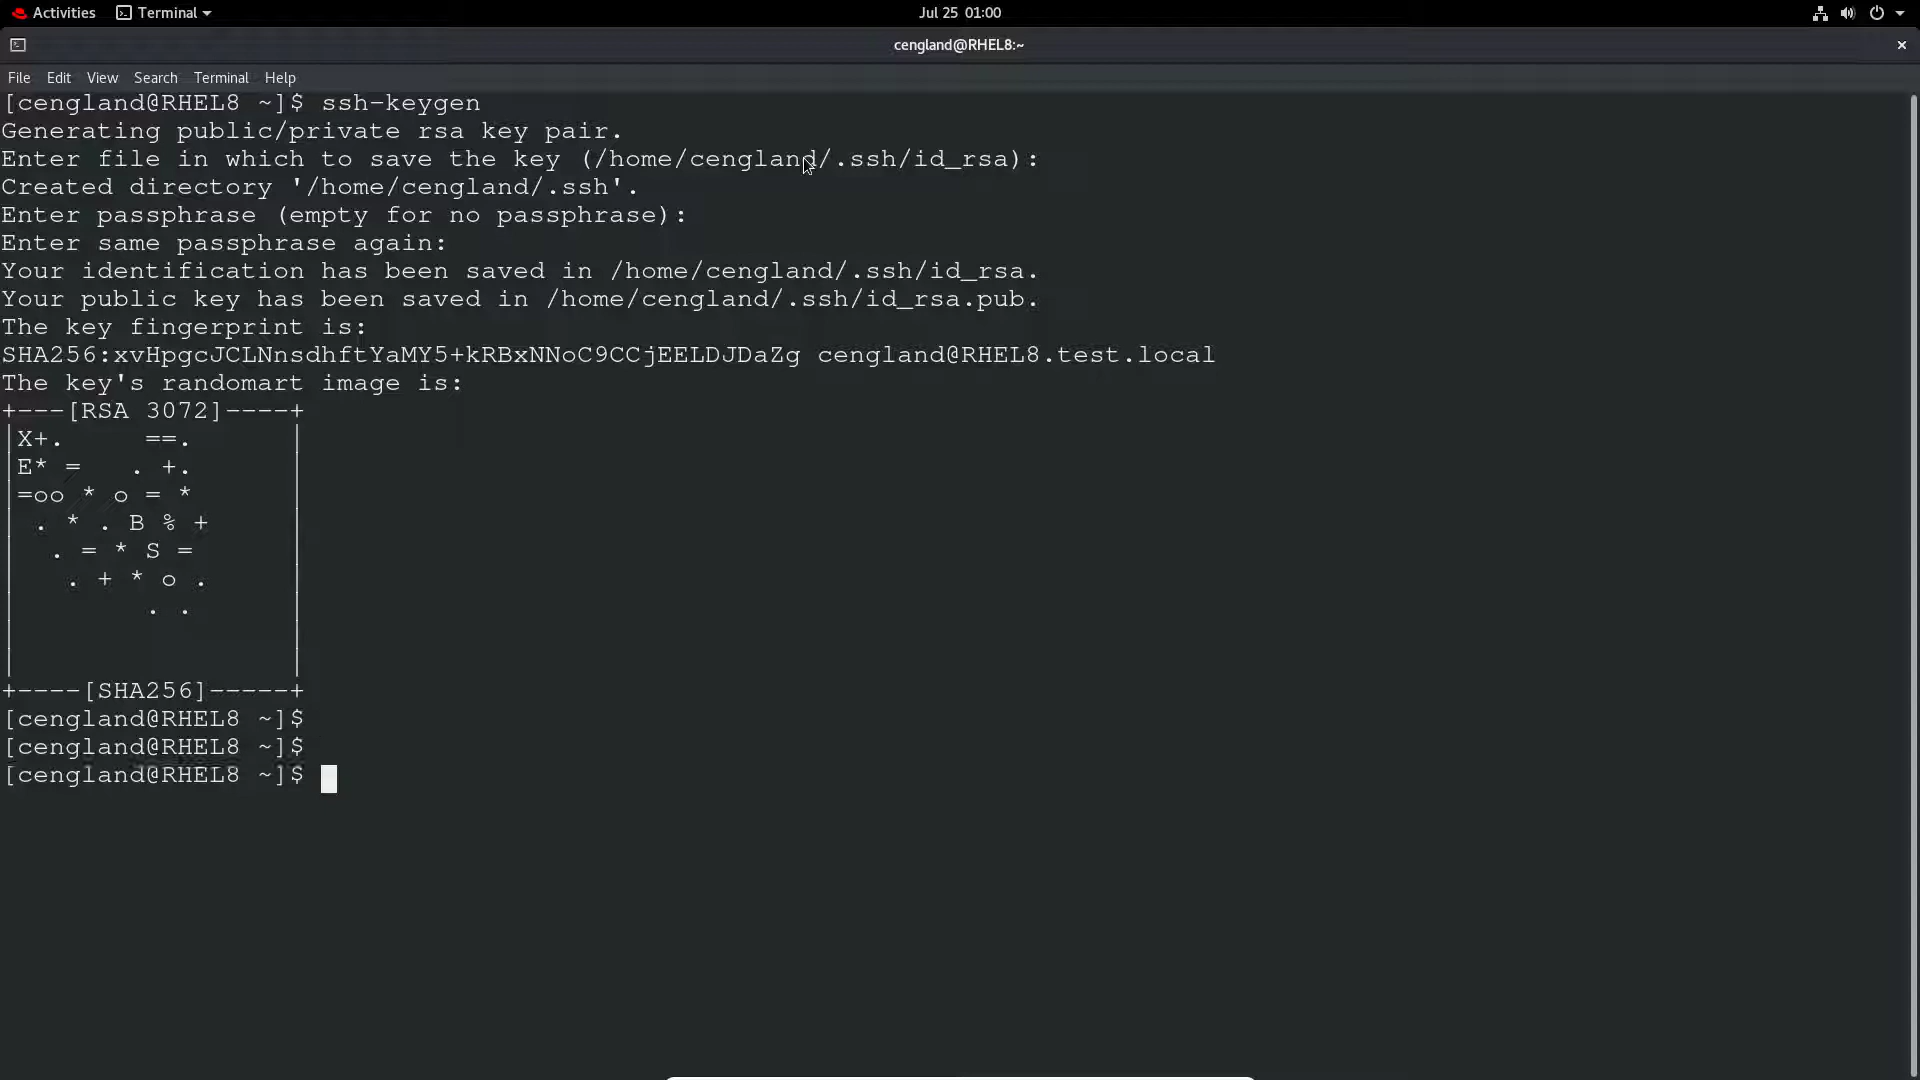 Activities Terminal Jul 25 01:00
cengland@RHEL8:~
File Edit View Search Terminal Help
[cengland@RHEL8 ~]$ ssh-keygen
Generating public/private rsa key pair.
Enter file in which to save the key (/home/cengland/.ssh/id_rsa):
Created directory '/home/cengland/.ssh'.
Enter passphrase (empty for no passphrase):
Enter same passphrase again:
Your identification has been saved in /home/cengland/.ssh/id_rsa.
Your public key has been saved in /home/cengland/.ssh/id_rsa.pub.
The key fingerprint is:
SHA256:xvHpgcJCLNnsdhftYaMY5+kRBxNNoC9CCjEELDJDaZg cengland@RHEL8.test.local
The key's randomart image is:
+---[RSA 3072]----+
|X+.     ==.      |
|E* =   . +.      |
|=oo * o = *      |
| . * . B % +     |
|  . = * S =      |
|   . + * o .     |
|        . .      |
|                 |
|                 |
+----[SHA256]-----+
[cengland@RHEL8 ~]$
[cengland@RHEL8 ~]$
[cengland@RHEL8 ~]$